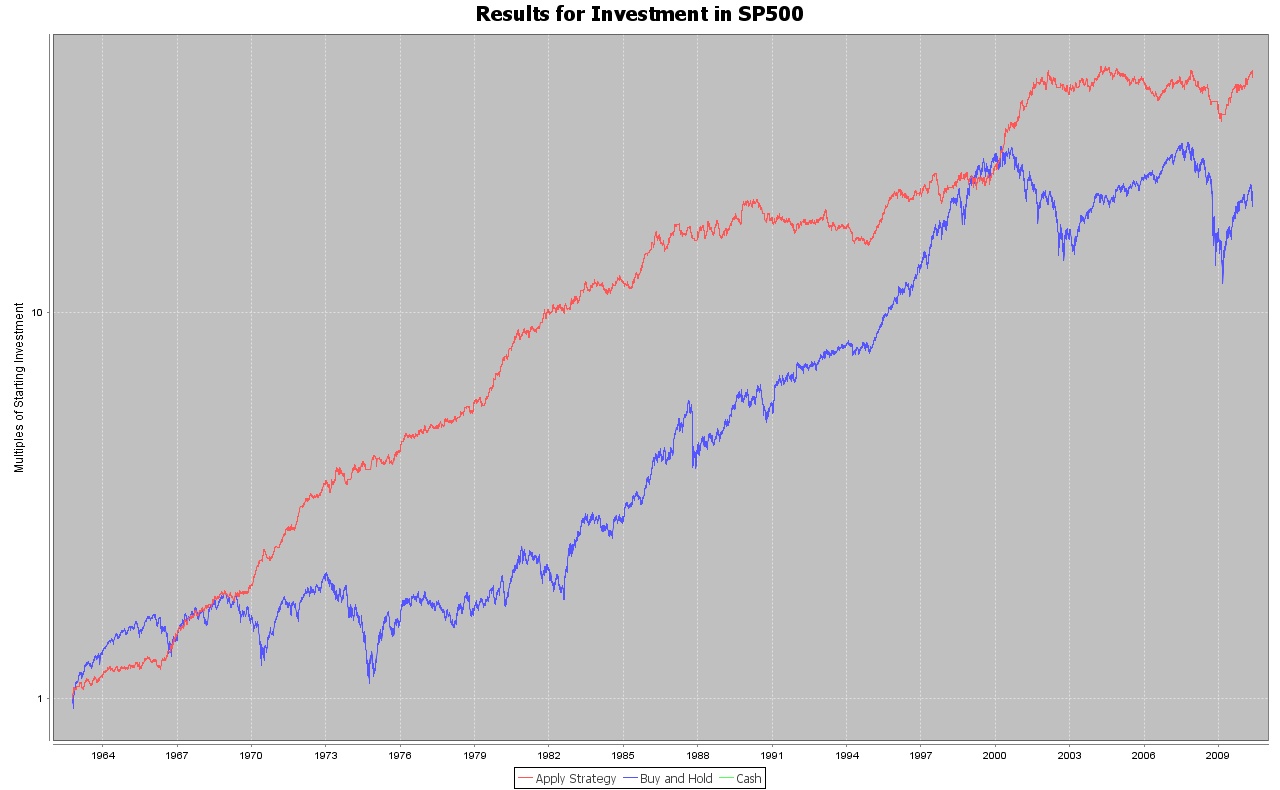 Results for Investment in SP500
Multiples of Starting Investment
10
1
1964 1967 1970 1973 1976 1979 1982 1985 1988 1991 1994 1997 2000 2003 2006 2009
Apply Strategy Buy and Hold Cash